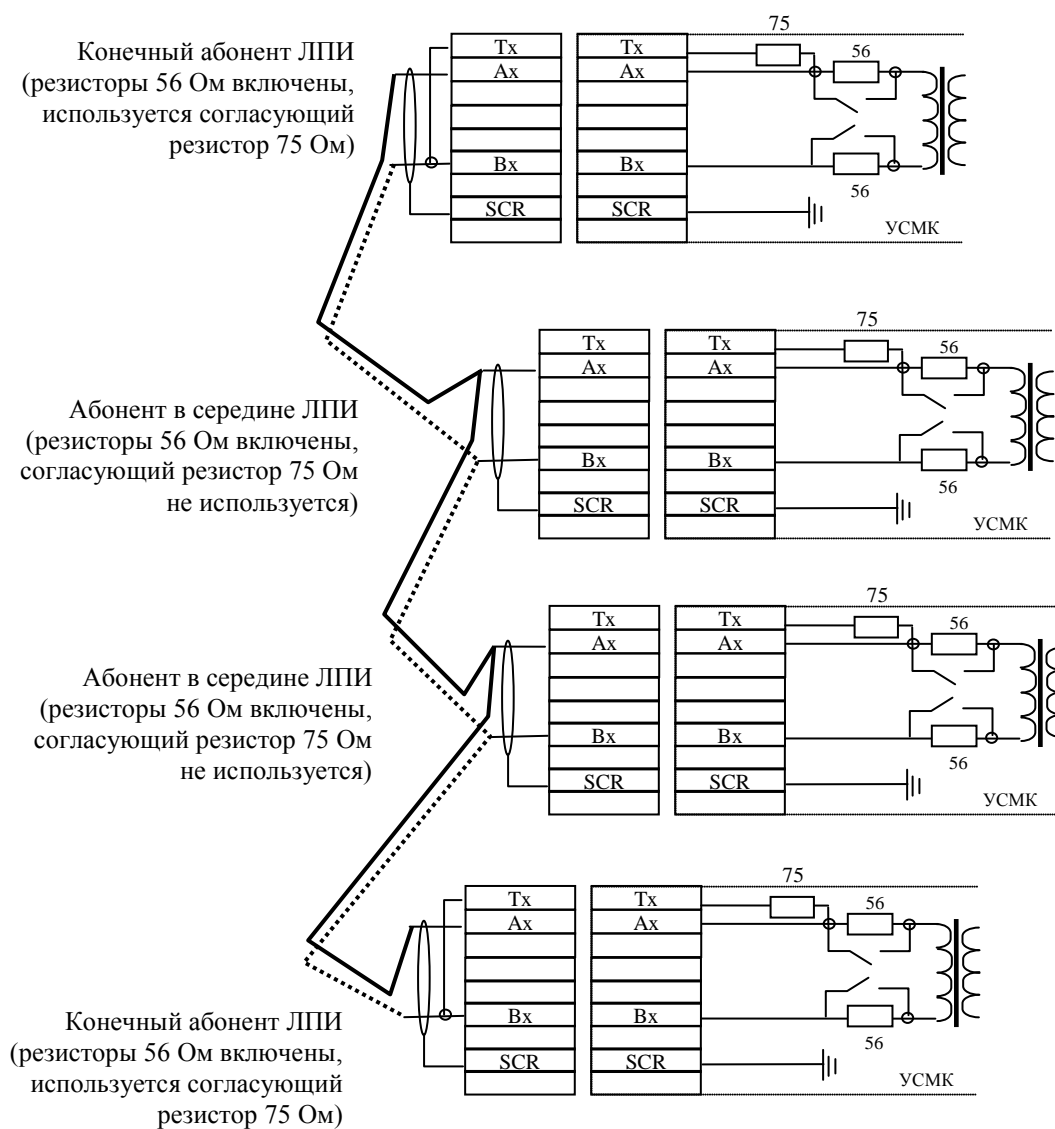 Конечный абонент ЛПИ
(резисторы 56 Ом включены,
используется согласующий
резистор 75 Ом)
Tx
Ax
Bx
SCR
Tx
Ax
Bx
SCR
75
56
56
УСМК
Абонент в середине ЛПИ
(резисторы 56 Ом включены,
согласующий резистор 75 Ом
не используется)
Tx
Ax
Bx
SCR
Tx
Ax
Bx
SCR
75
56
56
УСМК
Абонент в середине ЛПИ
(резисторы 56 Ом включены,
согласующий резистор 75 Ом
не используется)
Tx
Ax
Bx
SCR
Tx
Ax
Bx
SCR
75
56
56
УСМК
Конечный абонент ЛПИ
(резисторы 56 Ом включены,
используется согласующий
резистор 75 Ом)
Tx
Ax
Bx
SCR
Tx
Ax
Bx
SCR
75
56
56
УСМК